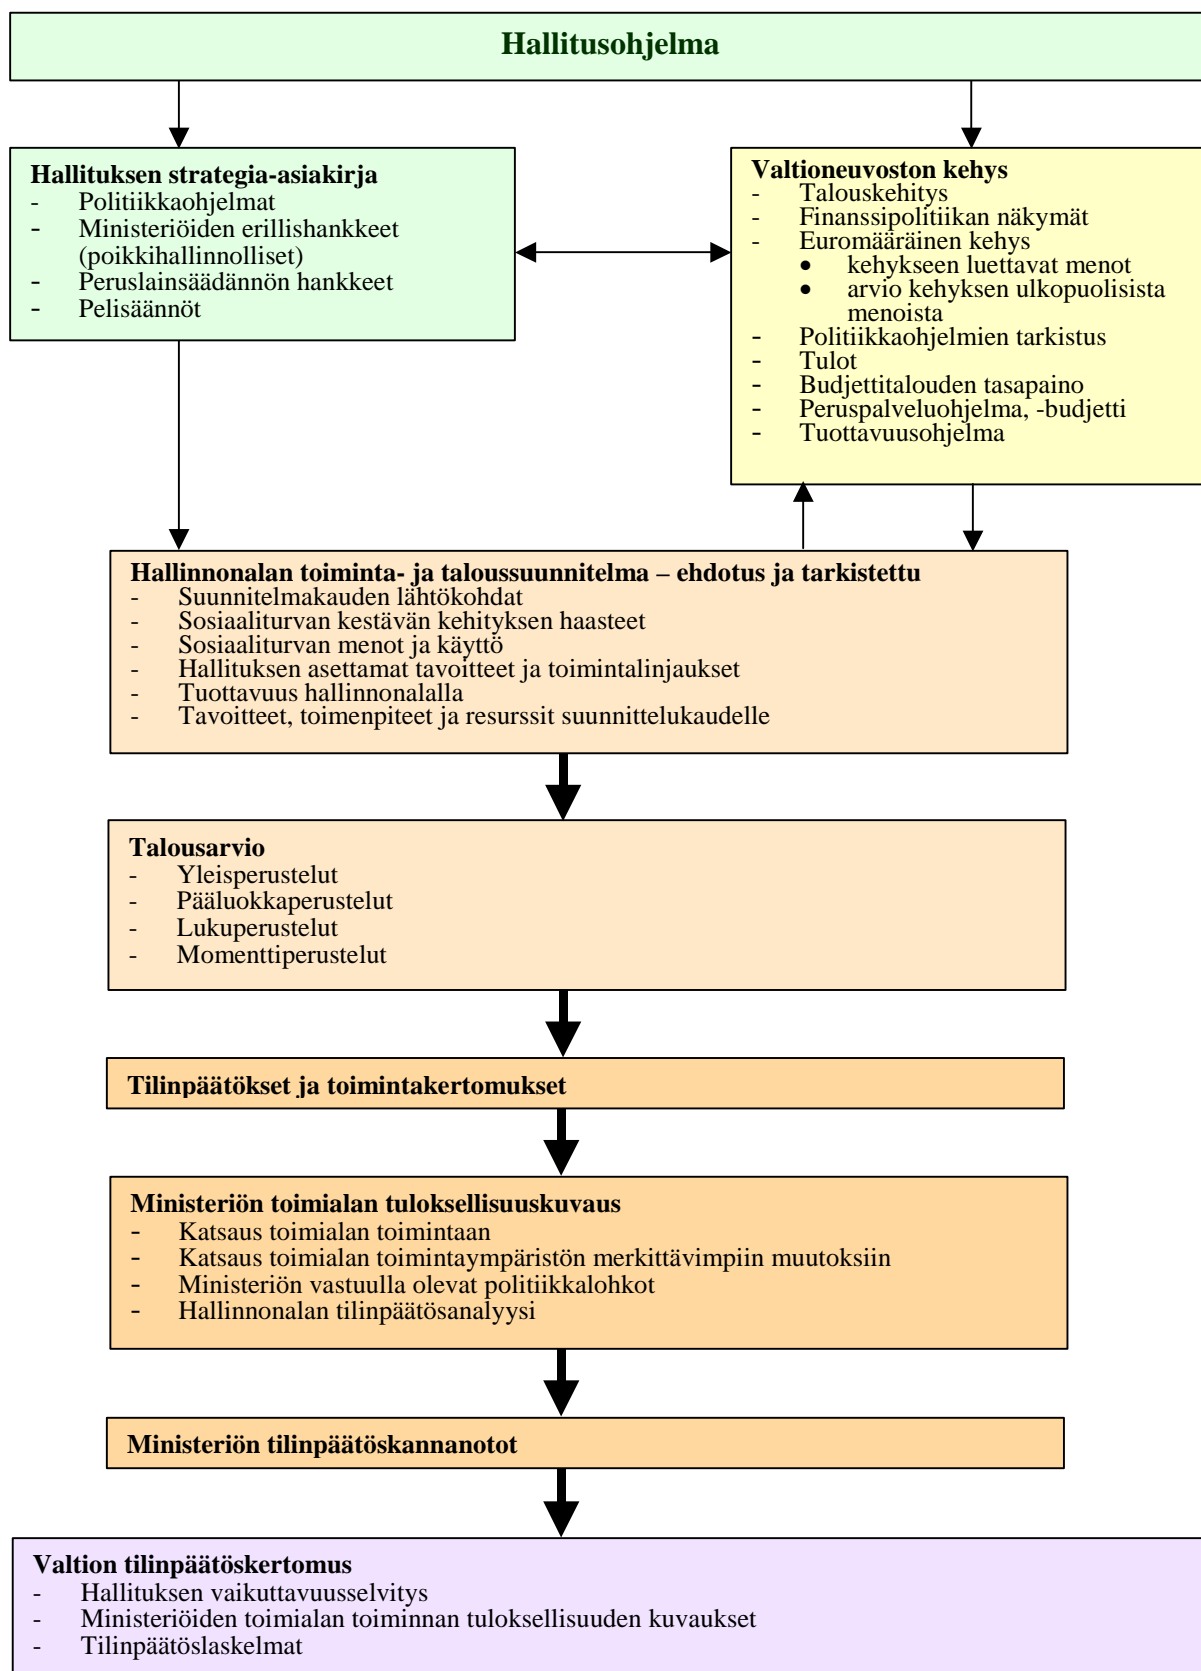 Hallitusohjelma
Hallituksen strategia-asiakirja
- Politiikkaohjelmat
- Ministeriöiden erillishankkeet
(poikkihallinnolliset)
- Peruslainsäädännön hankkeet
- Pelisäännöt
Valtioneuvoston kehys
- Talouskehitys
- Finanssipolitiikan näkymät
- Euromääräinen kehys
• kehykseen luettavat menot
• arvio kehyksen ulkopuolisista
menoista
- Politiikkaohjelmien tarkistus
- Tulot
- Budjettitalouden tasapaino
- Peruspalveluohjelma, -budjetti
- Tuottavuusohjelma
Hallinnonalan toiminta- ja taloussuunnitelma – ehdotus ja tarkistettu
- Suunnitelmakauden lähtökohdat
- Sosiaaliturvan kestävän kehityksen haasteet
- Sosiaaliturvan menot ja käyttö
- Hallituksen asettamat tavoitteet ja toimintalinjaukset
- Tuottavuus hallinnonalalla
- Tavoitteet, toimenpiteet ja resurssit suunnittelukaudelle
Talousarvio
- Yleisperustelut
- Pääluokkaperustelut
- Lukuperustelut
- Momenttiperustelut
Tilinpäätökset ja toimintakertomukset
Ministeriön toimialan tuloksellisuuskuvaus
- Katsaus toimialan toimintaan
- Katsaus toimialan toimintaympäristön merkittävimpiin muutoksiin
- Ministeriön vastuulla olevat politiikkalohkot
- Hallinnonalan tilinpäätösanalyysi
Ministeriön tilinpäätöskannanotot
Valtion tilinpäätöskertomus
- Hallituksen vaikuttavuusselvitys
- Ministeriöiden toimialan toiminnan tuloksellisuuden kuvaukset
- Tilinpäätöslaskelmat